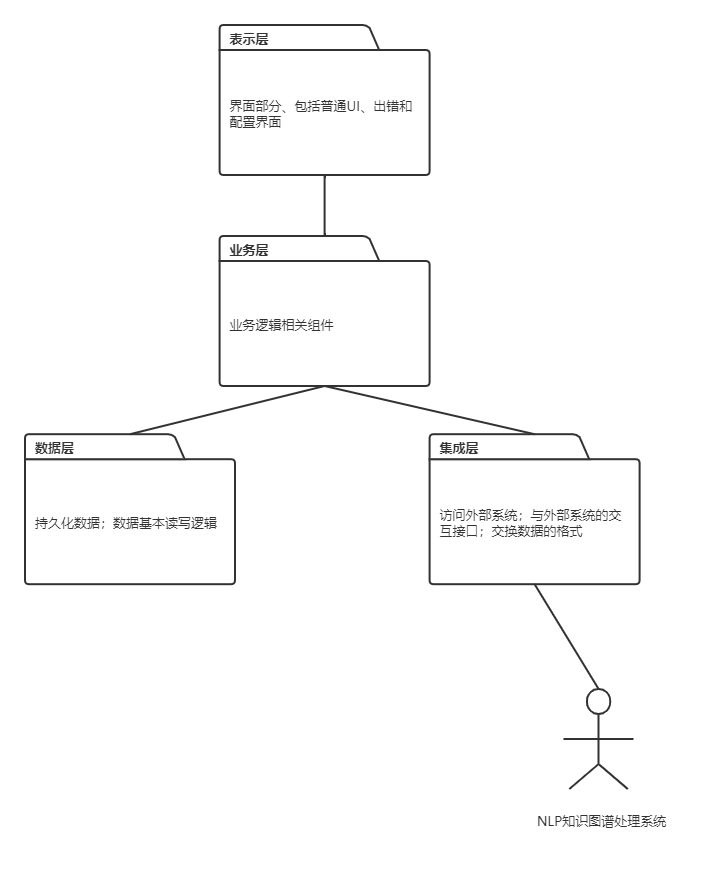 表示层
界面部分、包括普通UI、出错和
配置界面
业务层
业务逻辑相关组件
数据层
持久化数据；数据基本读写逻辑
集成层
访问外部系统；与外部系统的交
互接口；交换数据的格式
NLP知识图谱处理系统